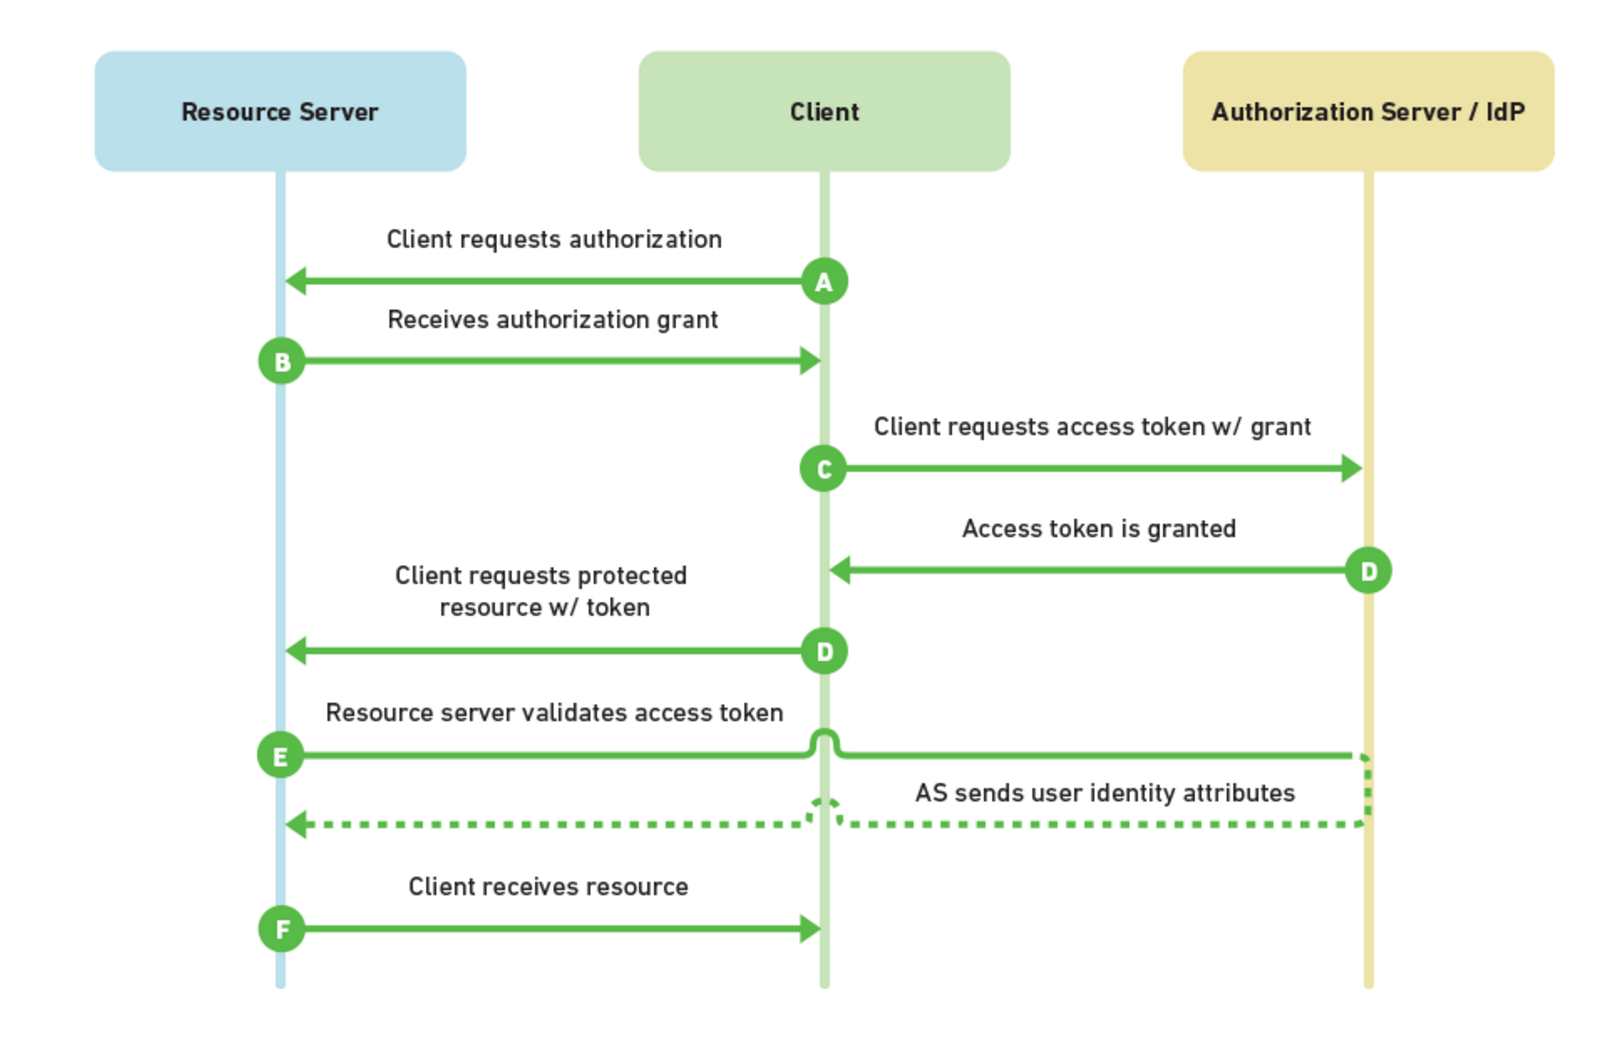 Resource Server
Client
Authorization Server / IdP
Client requests authorization
A
Receives authorization grant
B
Client requests access token w/ grant
C
Access token is granted
D
Client requests protected
resource w/ token
D
Resource server validates access token
E
AS sends user identity attributes
Client receives resource
F